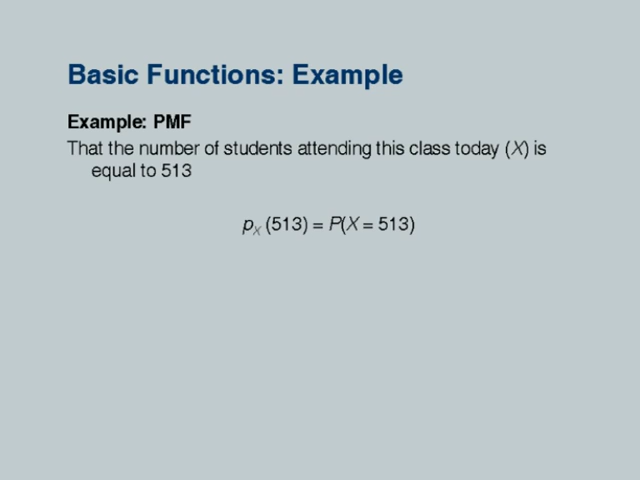 Basic Functions: Example
Example: PMF
That the number of students attending this class today (X) is
equal to 513
pX (513) = P(X = 513)